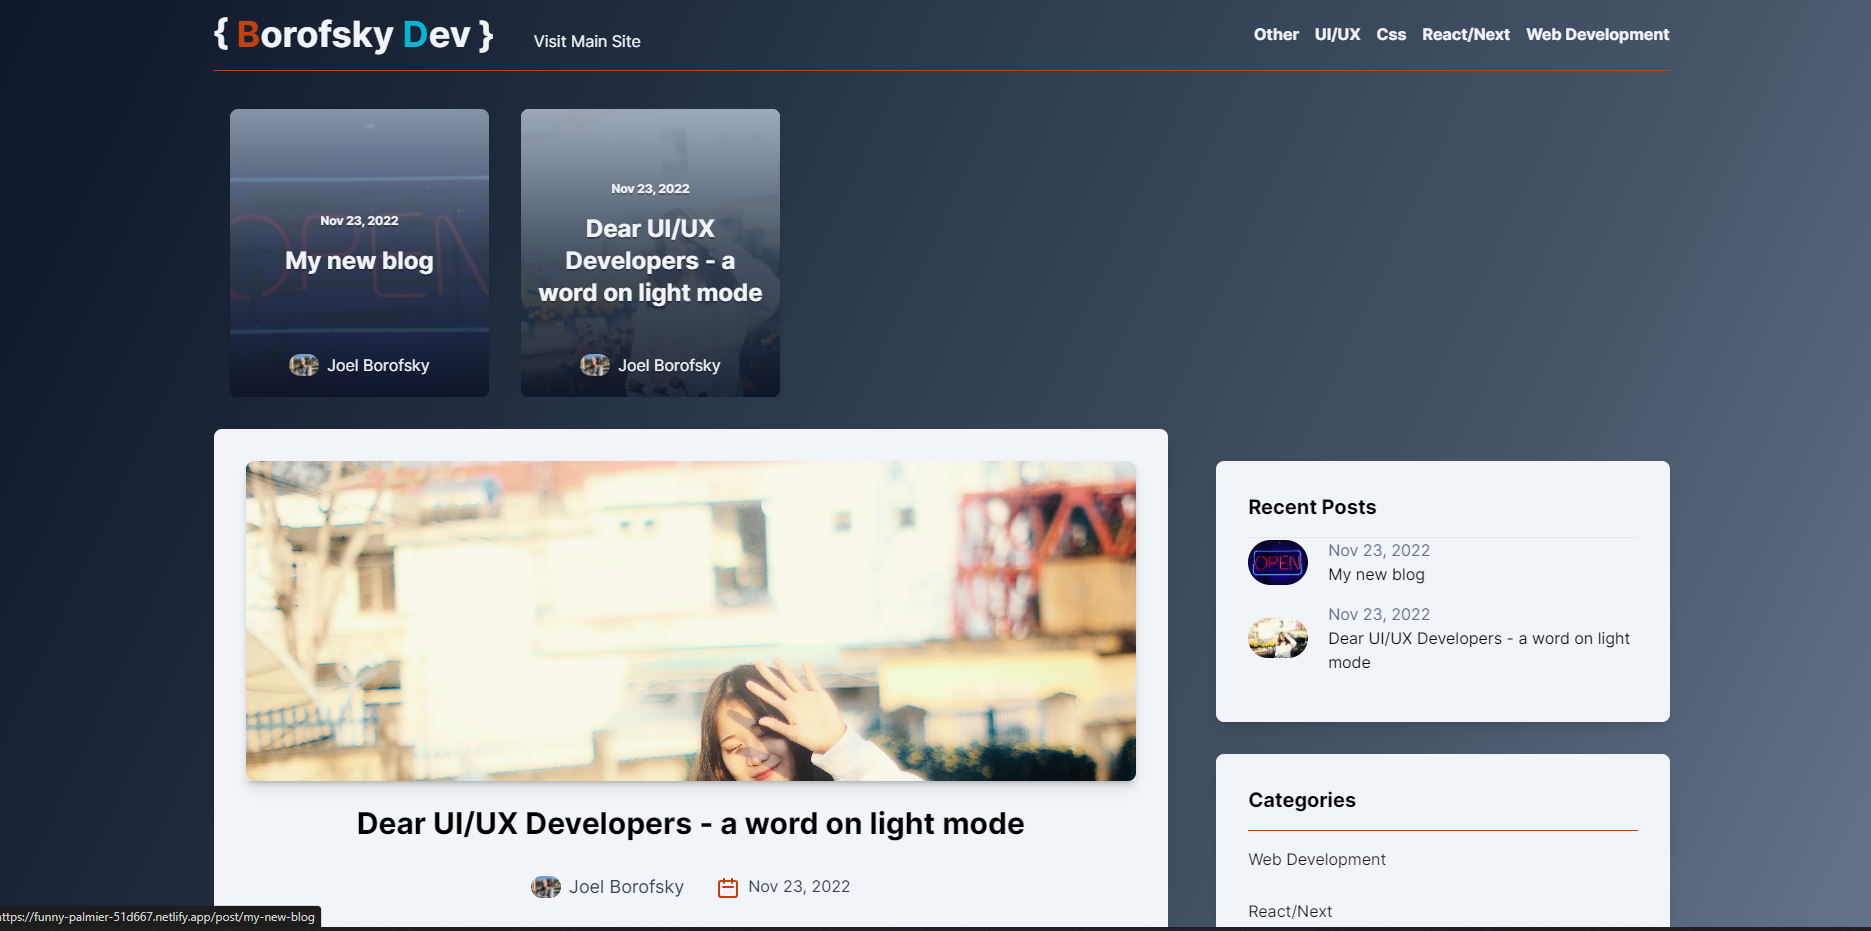 { Borofsky Dev }
Visit Main Site
Other UI/UX Css React/Next Web Development
Nov 23, 2022
My new blog
Joel Borofsky
Nov 23, 2022
Dear UI/UX
Developers - a
word on light mode
Joel Borofsky
Dear UI/UX Developers - a word on light mode
Joel Borofsky
Nov 23, 2022
Recent Posts
OPEN
Nov 23, 2022
My new blog
Nov 23, 2022
Dear UI/UX Developers - a word on light
mode
Categories
Web Development
React/Next
ttps://funny-palmier-51d667.netlify.app/post/my-new-blog